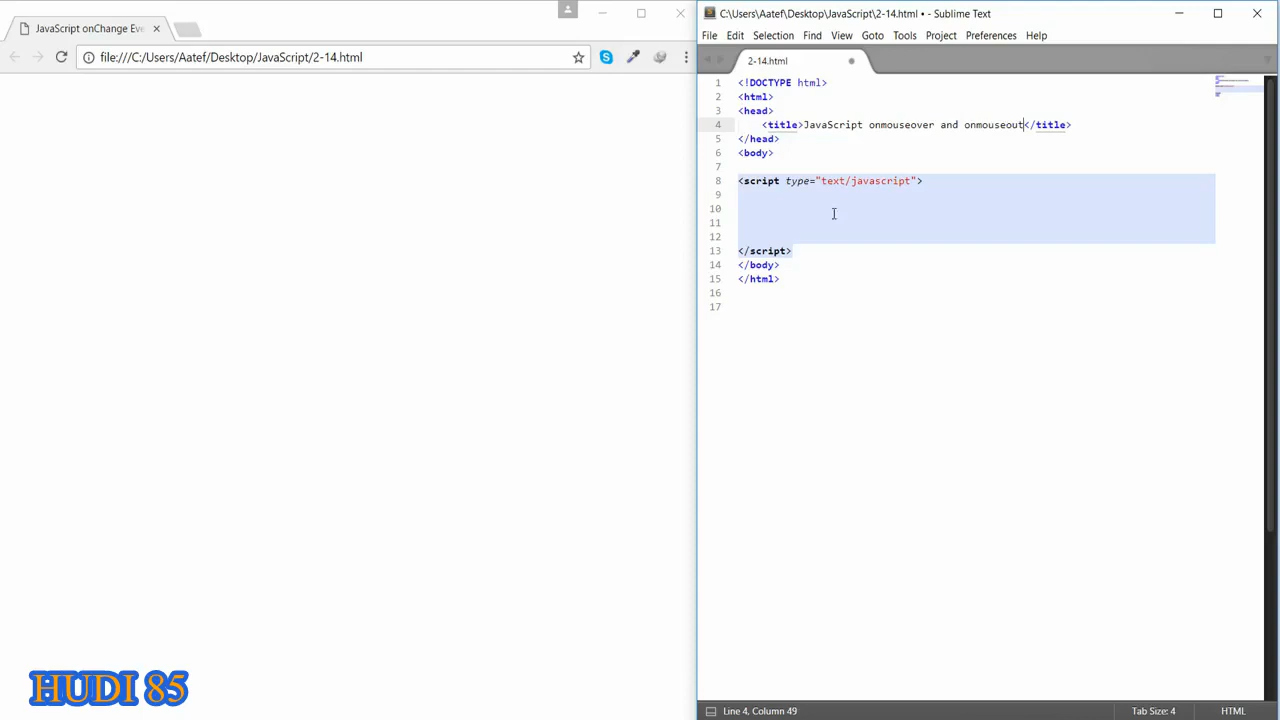 JavaScript onChange Eve
file:///C:/Users/Aatef/Desktop/JavaScript/2-14.html
C:\Users\Aatef\Desktop\JavaScript\2-14.html • - Sublime Text
File Edit Selection Find View Goto Tools Project Preferences Help
2-14.html
1 <!DOCTYPE html>
2 <html>
3 <head>
4 <title>JavaScript onmouseover and onmouseout</title>
5 </head>
6 <body>
7
8 <script type="text/javascript">
9
10
11
12
13 </script>
14 </body>
15 </html>
16
17
HUDI 85
Line 4, Column 49 Tab Size: 4 HTML